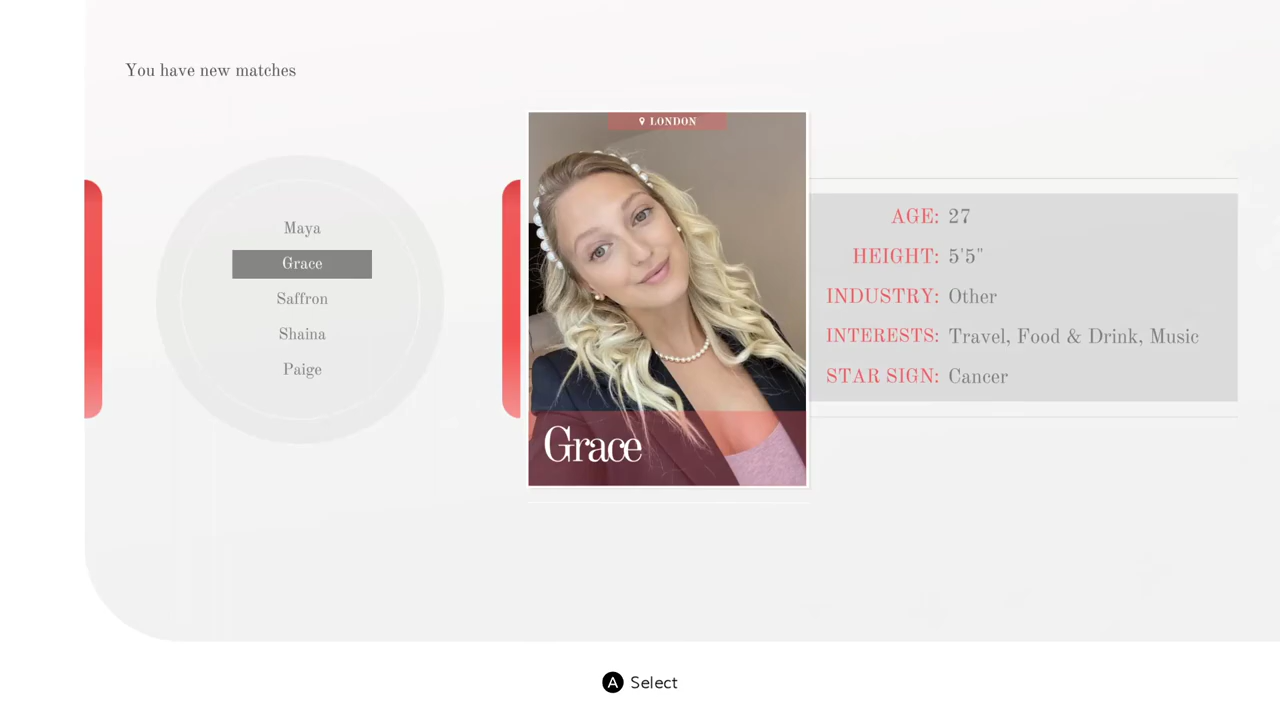 You have new matches
LONDON
Maya
Grace
Saffron
Shaina
Paige
Grace
AGE: 27
HEIGHT: 5'5"
INDUSTRY: Other
INTERESTS: Travel, Food & Drink, Music
STAR SIGN: Cancer
A Select